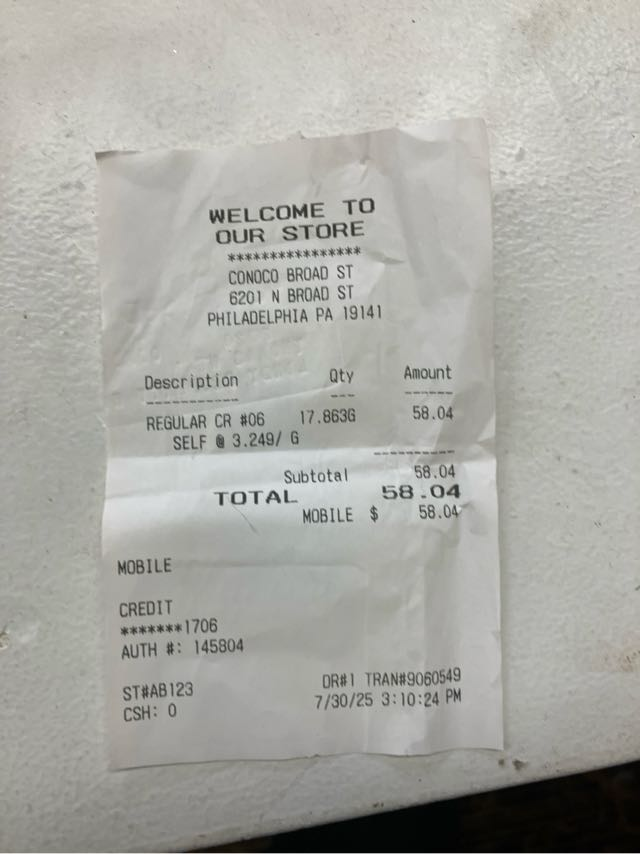 WELCOME TO
OUR STORE
****************
CONOCO BROAD ST
6201 N BROAD ST
PHILADELPHIA PA 19141
Description Qty Amount
----------- --- ------
REGULAR CR #06 17.863G 58.04
SELF @ 3.249/ G
----------
Subtotal 58.04
TOTAL 58.04
MOBILE $ 58.04
MOBILE
CREDIT
*******1706
AUTH #: 145804
ST#AB123 DR#1 TRAN#9060549
CSH: 0 7/30/25 3:10:24 PM